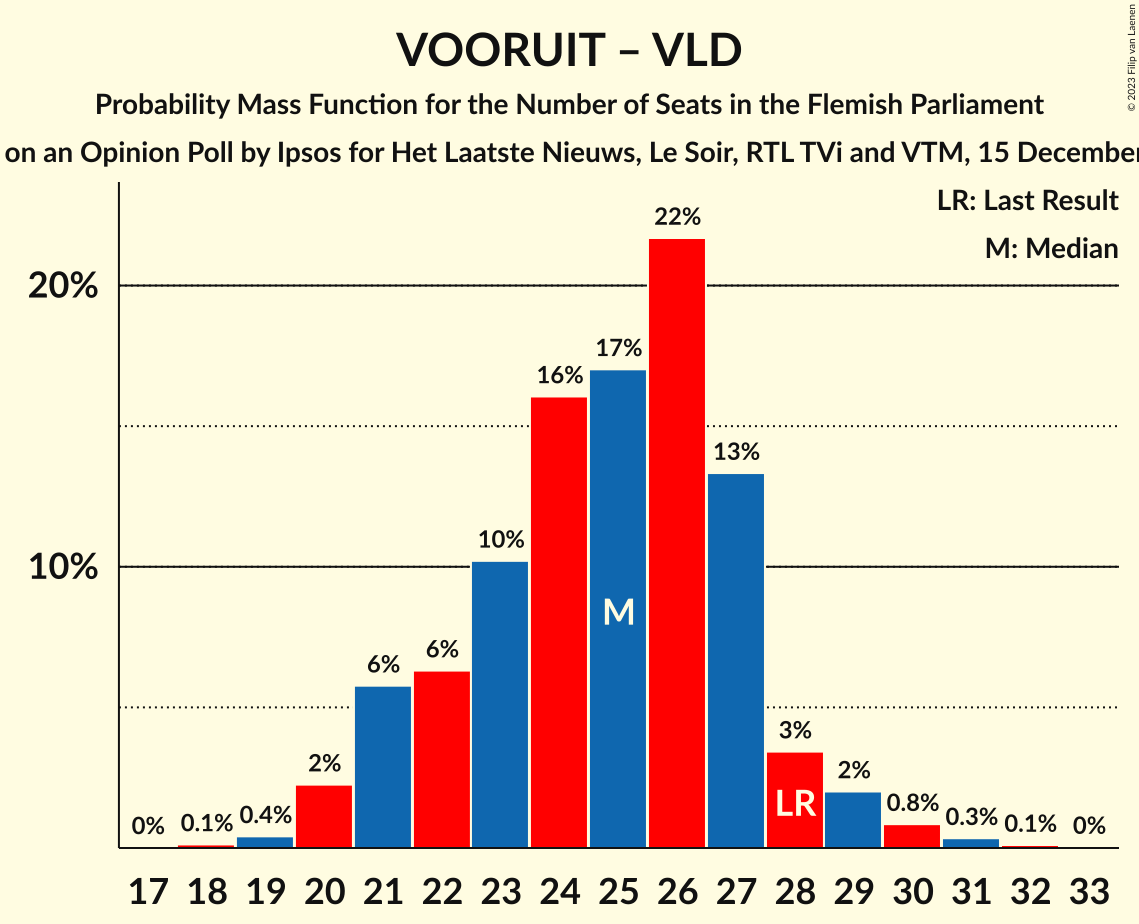 VOORUIT – VLD
Probability Mass Function for the Number of Seats in the Flemish Parliament
on an Opinion Poll by Ipsos for Het Laatste Nieuws, Le Soir, RTL TVi and VTM, 15 December
© 2023 Filip van Laenen
LR: Last Result
M: Median
20%
10%
0%
0.1%
0.4%
2%
6%
6%
10%
16%
17%
22%
13%
3%
2%
0.8%
0.3%
0.1%
0%
M
LR
17 18 19 20 21 22 23 24 25 26 27 28 29 30 31 32 33